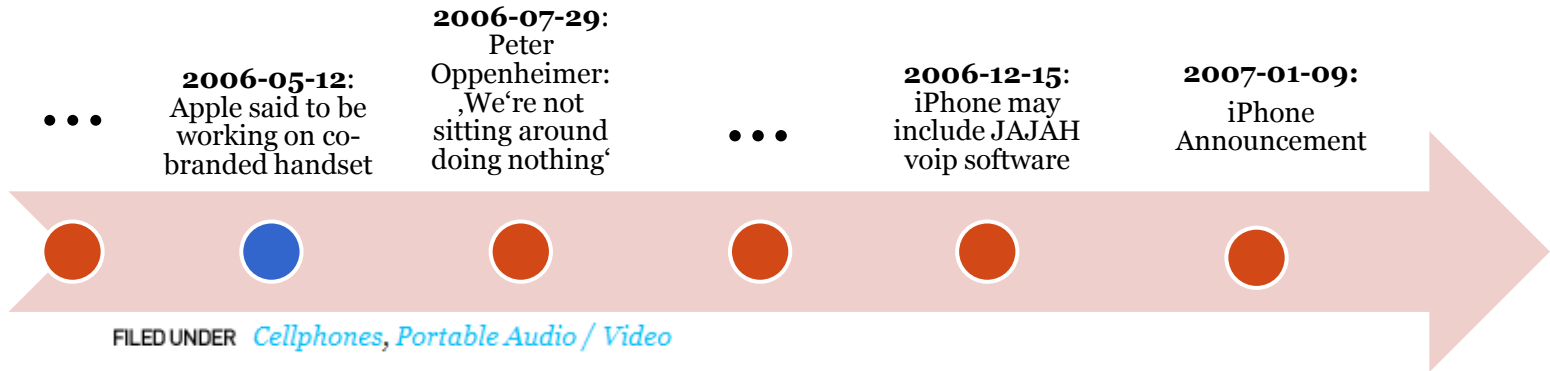 ...
2006-05-12:
Apple said to be
working on co-
branded handset
2006-07-29:
Peter
Oppenheimer:
‚We're not
sitting around
doing nothing‘
...
2006-12-15:
iPhone may
include JAJAH
voip software
2007-01-09:
iPhone
Announcement
FILED UNDER Cellphones, Portable Audio / Video